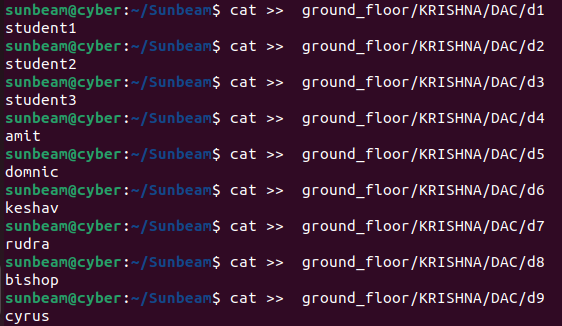 sunbeam@cyber:~/Sunbeam$ cat >>  ground_floor/KRISHNA/DAC/d1
student1
sunbeam@cyber:~/Sunbeam$ cat >>  ground_floor/KRISHNA/DAC/d2
student2
sunbeam@cyber:~/Sunbeam$ cat >>  ground_floor/KRISHNA/DAC/d3
student3
sunbeam@cyber:~/Sunbeam$ cat >>  ground_floor/KRISHNA/DAC/d4
amit
sunbeam@cyber:~/Sunbeam$ cat >>  ground_floor/KRISHNA/DAC/d5
domnic
sunbeam@cyber:~/Sunbeam$ cat >>  ground_floor/KRISHNA/DAC/d6
keshav
sunbeam@cyber:~/Sunbeam$ cat >>  ground_floor/KRISHNA/DAC/d7
rudra
sunbeam@cyber:~/Sunbeam$ cat >>  ground_floor/KRISHNA/DAC/d8
bishop
sunbeam@cyber:~/Sunbeam$ cat >>  ground_floor/KRISHNA/DAC/d9
cyrus